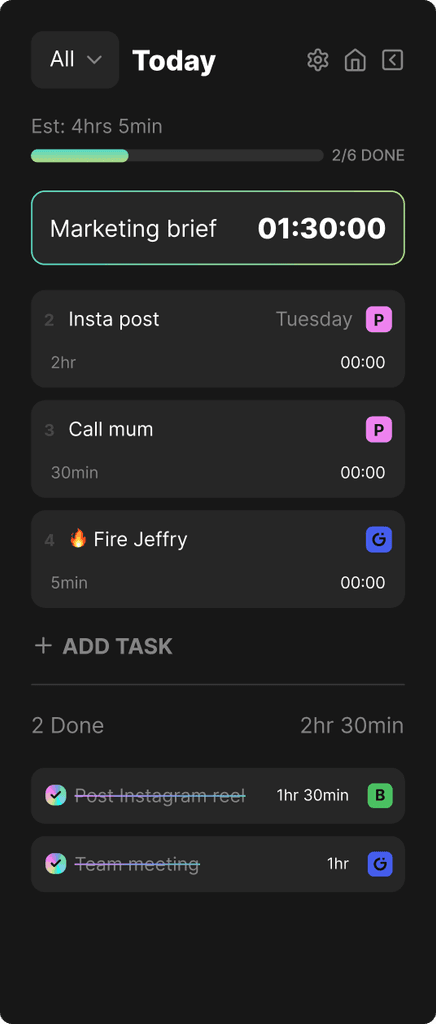 All Today
Est: 4hrs 5min
2/6 DONE
Marketing brief 01:30:00
2 Insta post Tuesday P
2hr 00:00
3 Call mum P
30min 00:00
4 🔥 Fire Jeffry G
5min 00:00
+ ADD TASK
2 Done 2hr 30min
Post Instagram reel 1hr 30min B
Team meeting 1hr G